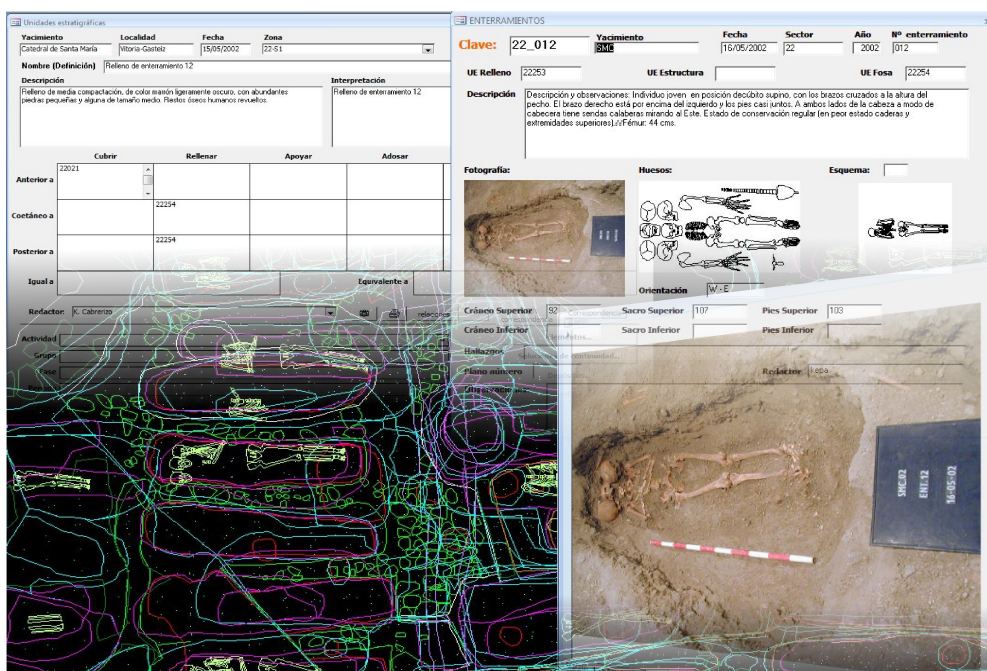 Unidades estratigráficas
Yacimiento Localidad Fecha Zona
Catedral de Santa María Vitoria-Gasteiz 15/05/2002 22-S1
Nombre (Definición) Relleno de enterramiento 12
Descripción Interpretación
Relleno de media compactación, de color marrón ligeramente oscuro, con abundantes
piedras pequeñas y alguna de tamaño medio. Restos óseos humanos revueltos.
Relleno de enterramiento 12
Cubrir Rellenar Apoyar Adosar
Anterior a 22021
Coetáneo a 22254
Posterior a 22254
Igual a Equivalente a
Redactor K. Cabrerizo relaciones
Actividad
Grupo
Fase
ENTERRAMIENTOS
Clave: 22_012
Yacimiento Fecha Sector Año Nº enterramiento
SMC 16/05/2002 22 2002 012
UE Relleno 22253 UE Estructura UE Fosa 22254
Descripción
Descripción y observaciones: Individuo joven en posición decúbito supino, con los brazos cruzados a la altura del
pecho. El brazo derecho está por encima del izquierdo y los pies casi juntos. A ambos lados de la cabeza a modo de
cabecera tiene sendas calaberas mirando al Este. Estado de conservación regular (en peor estado caderas y
extremidades superiores).//Fémur: 44 cms.
Fotografía: Huesos: Esquema:
Orientación W - E
Cráneo Superior 92 Sacro Superior 107 Pies Superior 103
Cráneo Inferior Sacro Inferior Pies Inferior
Hallazgos
Plano número Redactor kepa
SMC.02
ENT.12
16-05-02